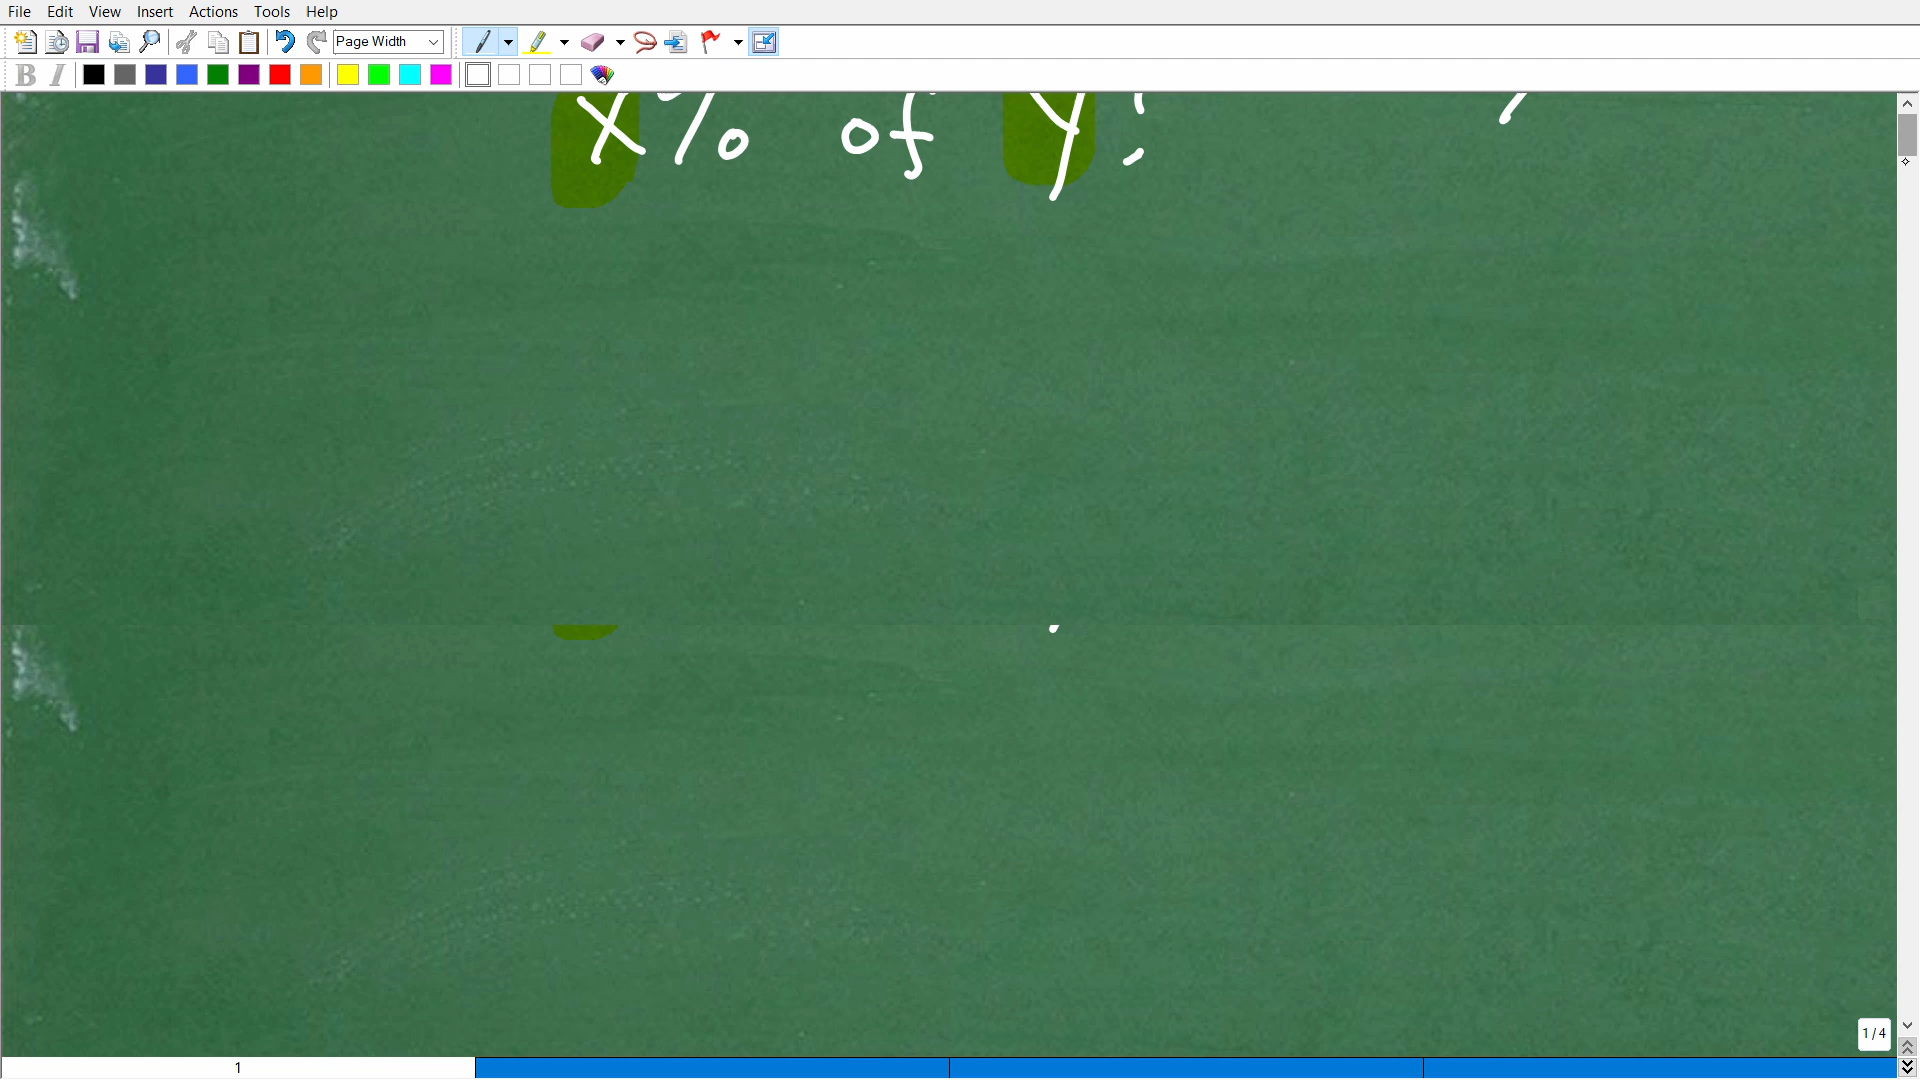 File Edit View Insert Actions Tools Help
Page Width
B I
x% of y
1 / 4
1